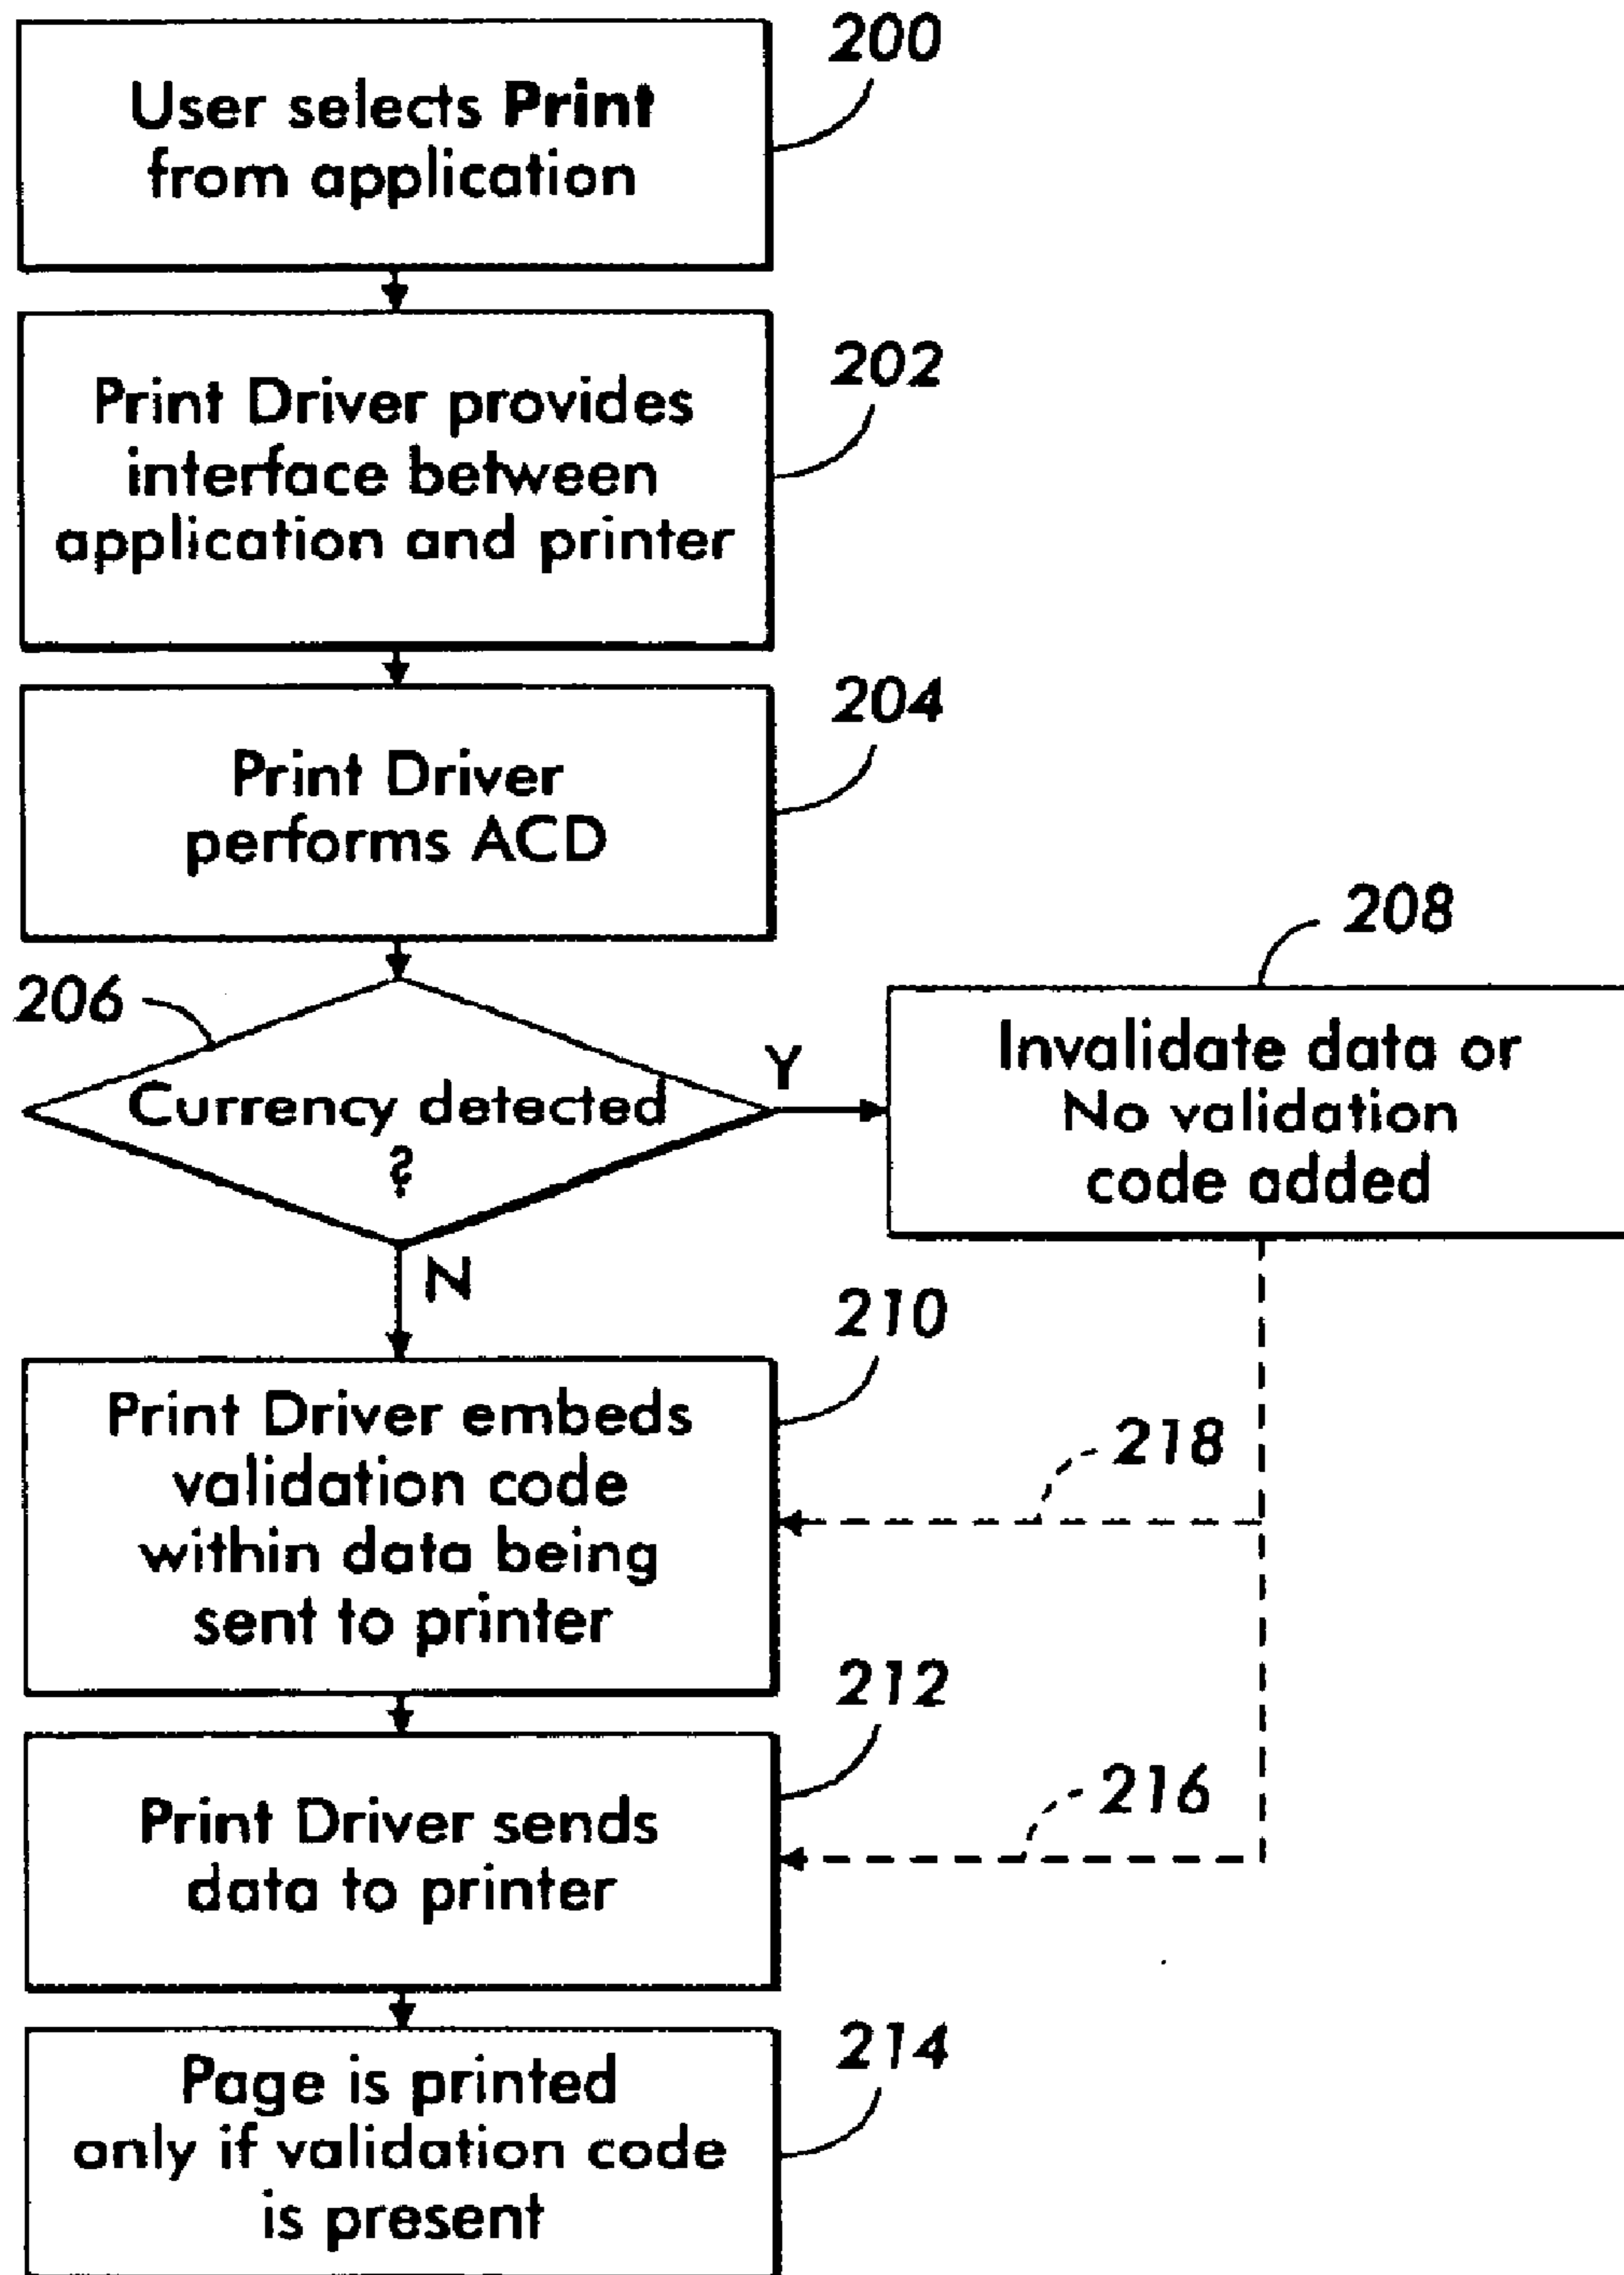 200
User selects Print
from application
202
Print Driver provides
interface between
application and printer
204
Print Driver
performs ACD
206
Currency detected
?
Y
N
208
Invalidate data or
No validation
code added
210
Print Driver embeds
validation code
within data being
sent to printer
218
212
Print Driver sends
data to printer
216
214
Page is printed
only if validation code
is present